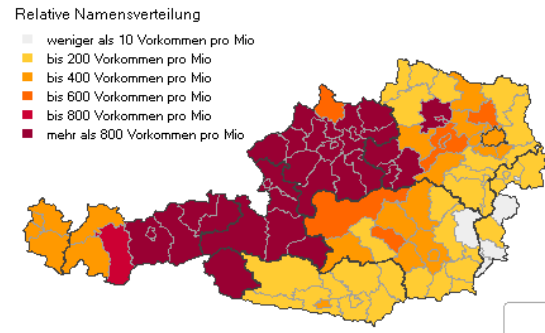 Relative Namensverteilung
weniger als 10 Vorkommen pro Mio
bis 200 Vorkommen pro Mio
bis 400 Vorkommen pro Mio
bis 600 Vorkommen pro Mio
bis 800 Vorkommen pro Mio
mehr als 800 Vorkommen pro Mio